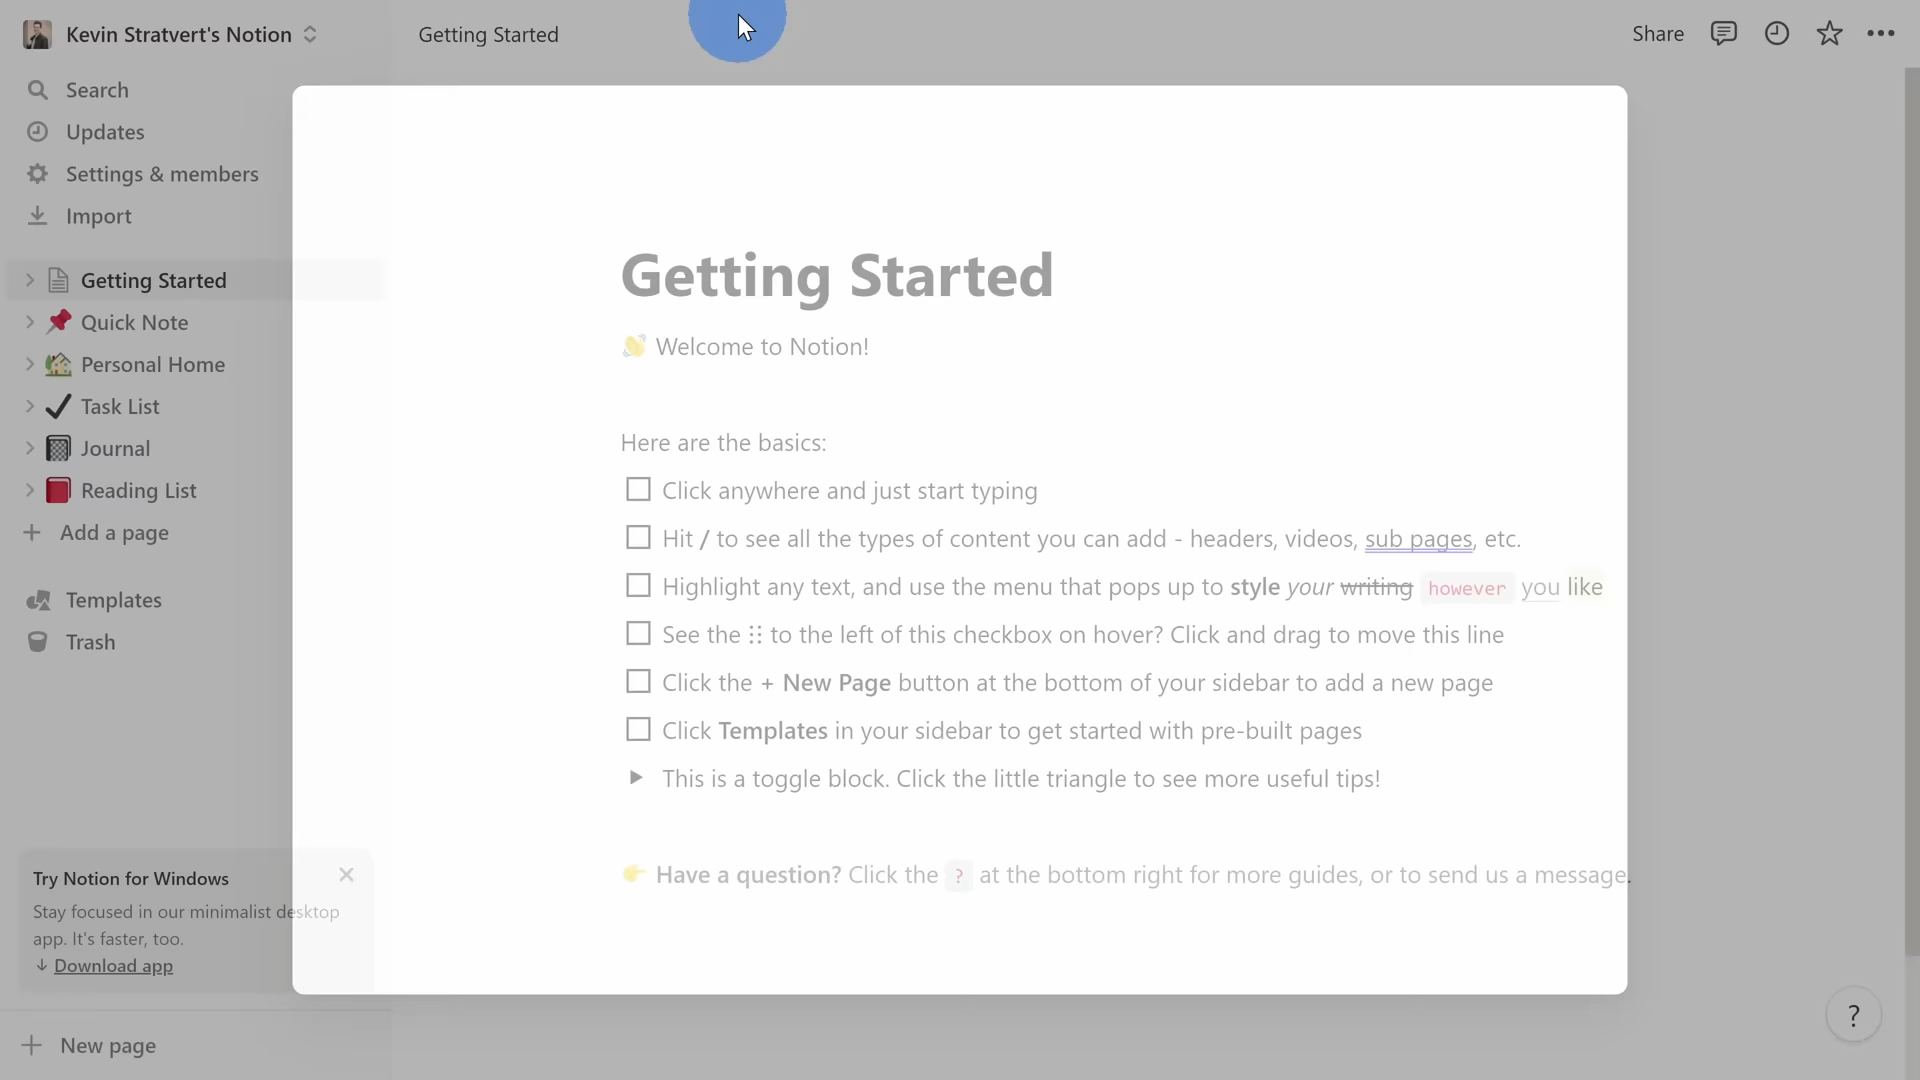 Kevin Stratvert's Notion
Getting Started
Share
Search
Updates
Settings & members
Import
Getting Started
Quick Note
Personal Home
Task List
Journal
Reading List
Add a page
Templates
Trash
Try Notion for Windows
Stay focused in our minimalist desktop
app. It's faster, too.
Download app
New page
Getting Started
👋 Welcome to Notion!
Here are the basics:
Click anywhere and just start typing
Hit / to see all the types of content you can add - headers, videos, sub pages, etc.
Highlight any text, and use the menu that pops up to style your writing however you like
See the ⋮⋮ to the left of this checkbox on hover? Click and drag to move this line
Click the + New Page button at the bottom of your sidebar to add a new page
Click Templates in your sidebar to get started with pre-built pages
This is a toggle block. Click the little triangle to see more useful tips!
👉 Have a question? Click the ? at the bottom right for more guides, or to send us a message.
?